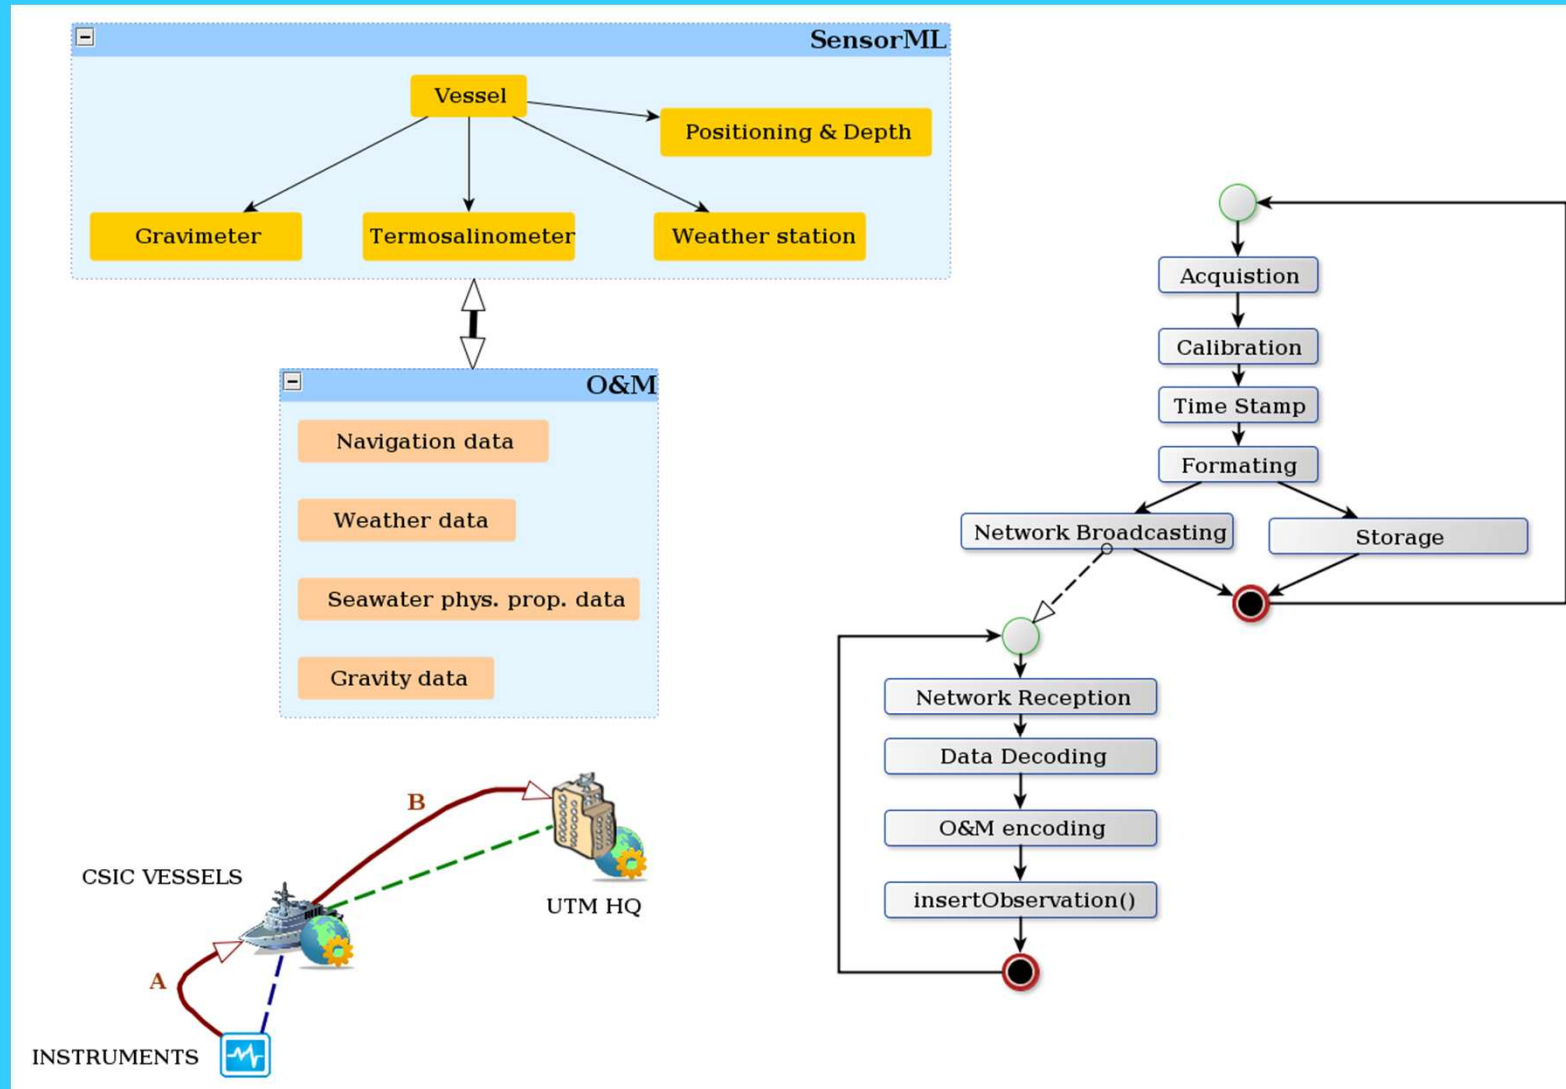 SensorML
Vessel
Positioning & Depth
Gravimeter
Termosalinometer
Weather station
O&M
Navigation data
Weather data
Seawater phys. prop. data
Gravity data
B
CSIC VESSELS
UTM HQ
A
INSTRUMENTS
Acquistion
Calibration
Time Stamp
Formating
Network Broadcasting
Storage
Network Reception
Data Decoding
O&M encoding
insertObservation()